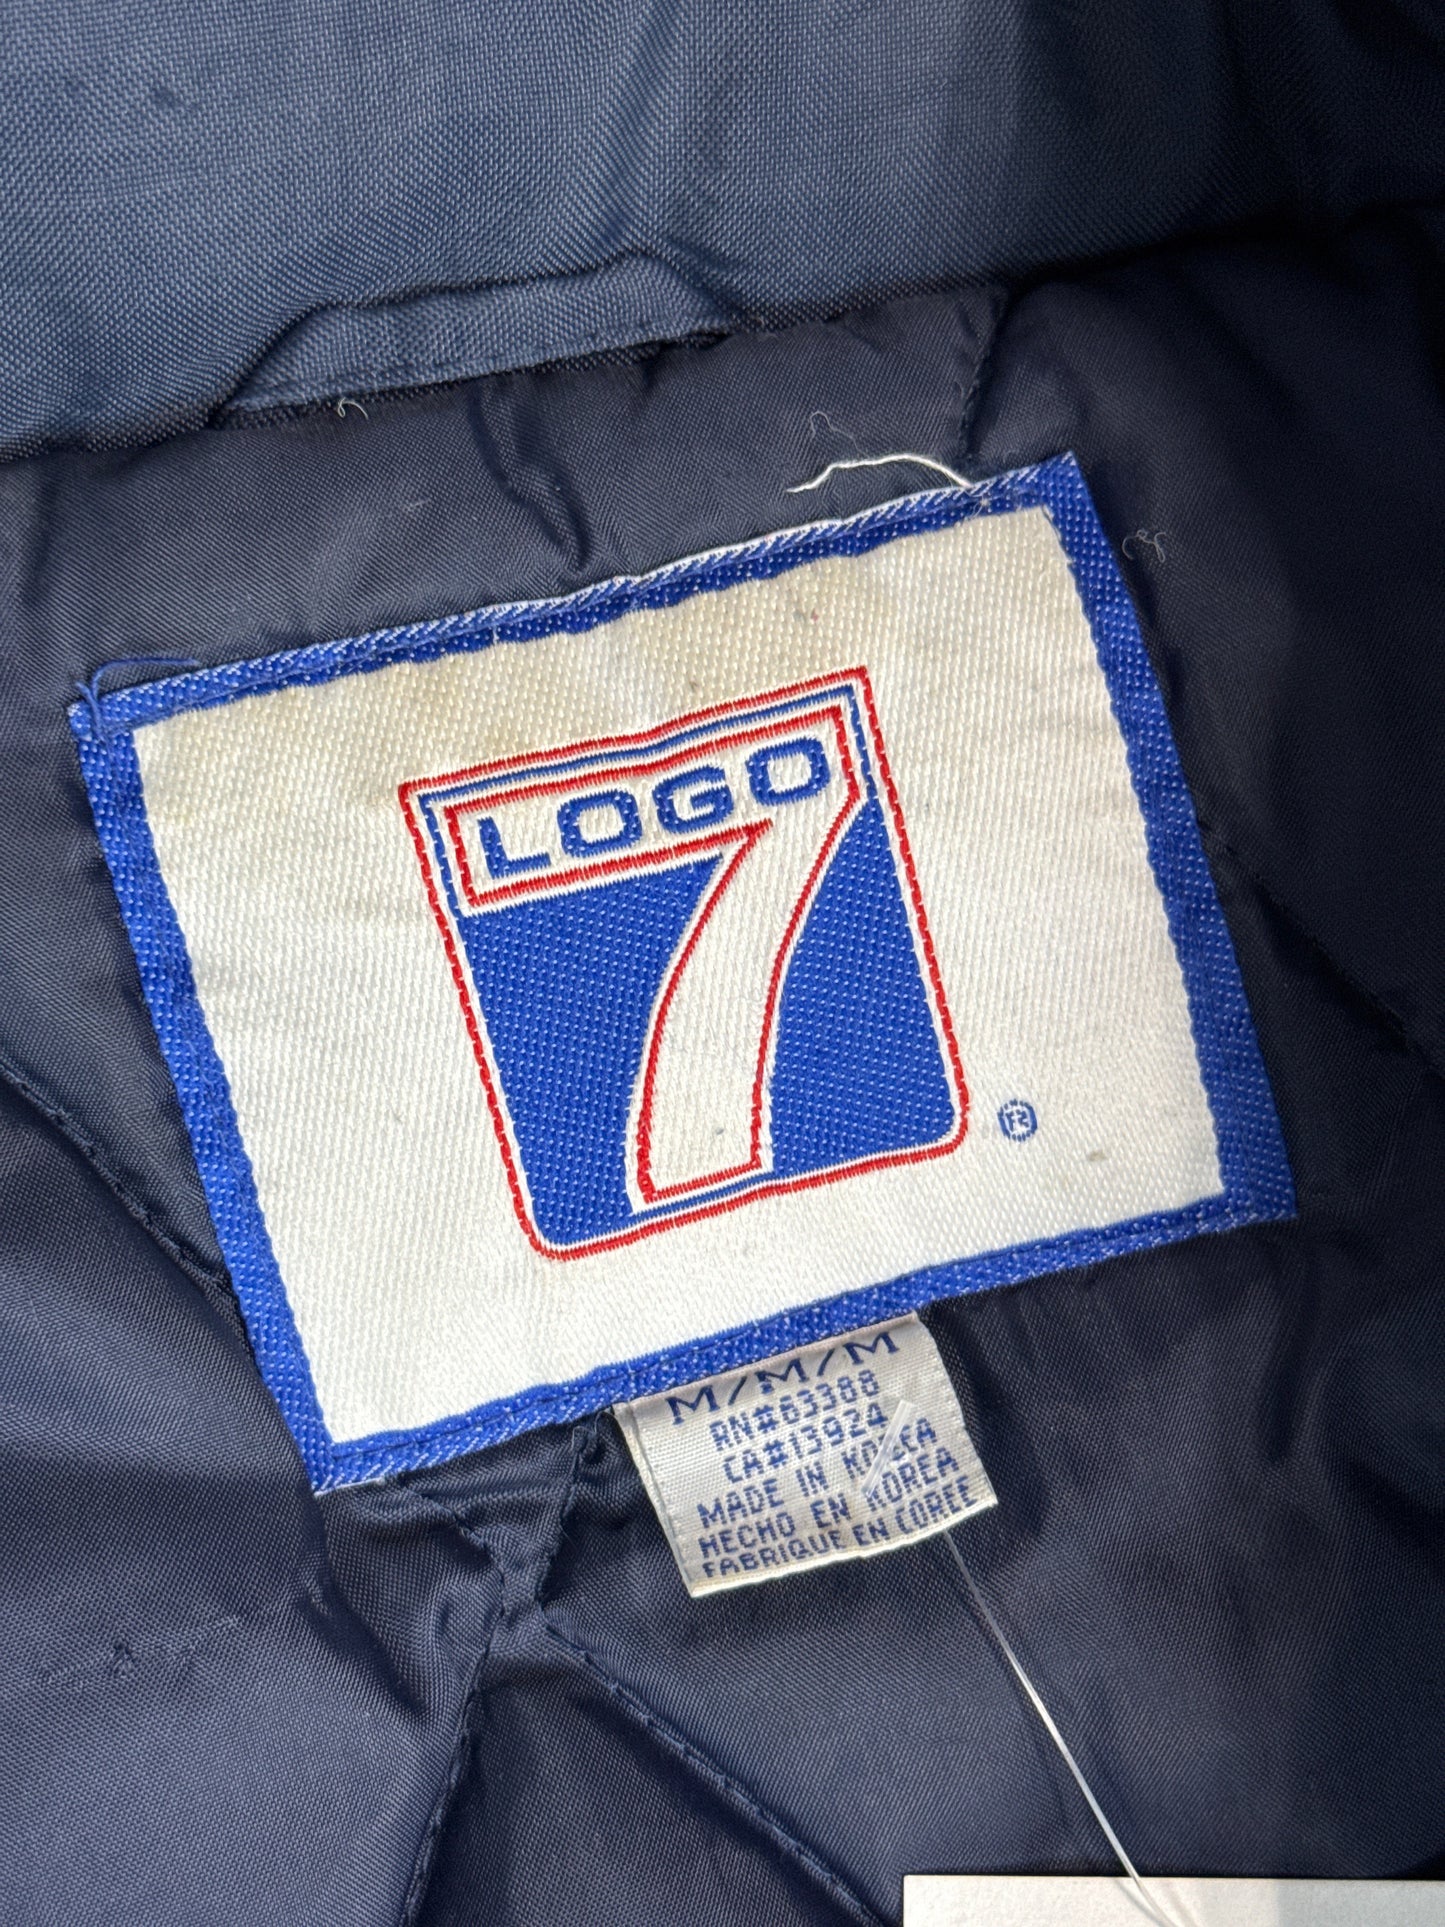 LOGO
7
®
M/M/M
RN#63388
CA#13924
MADE IN KOREA
HECHO EN KOREA
FABRIQUE EN COREE